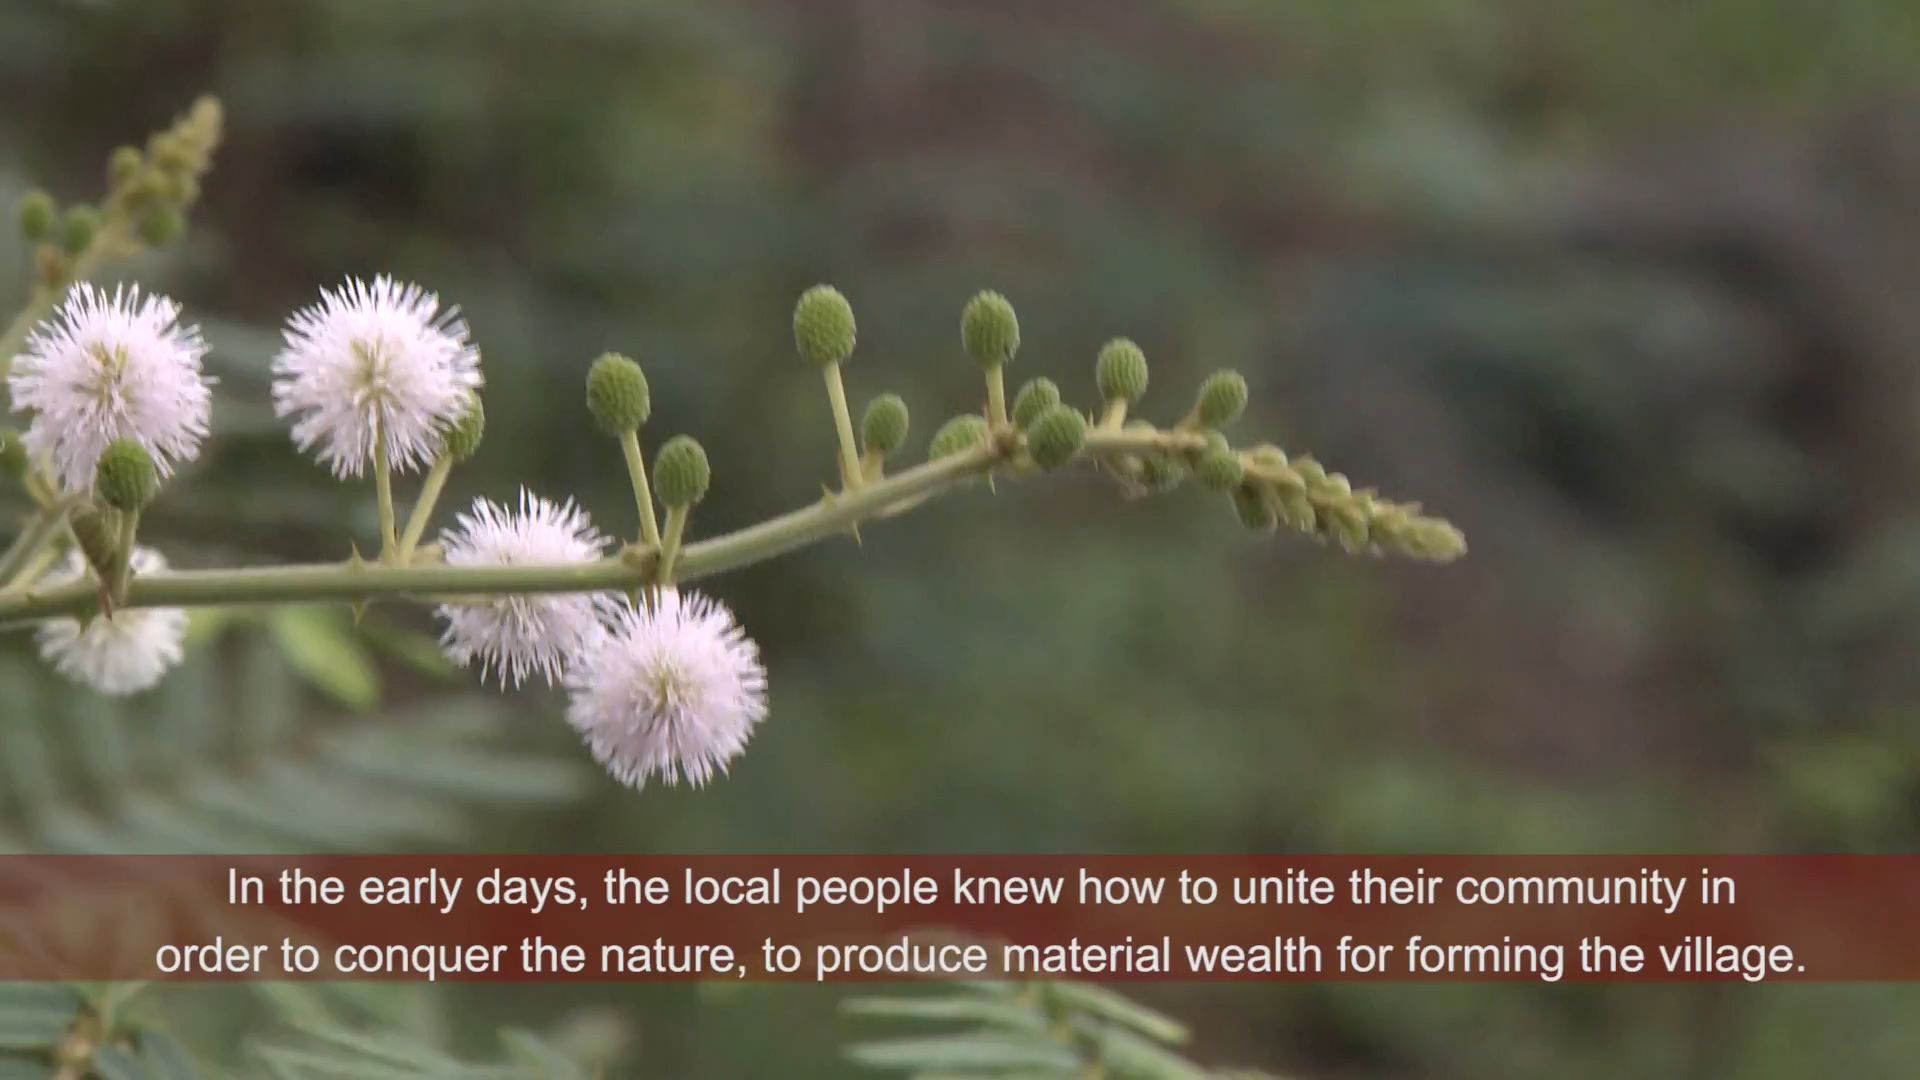 In the early days, the local people knew how to unite their community in
order to conquer the nature, to produce material wealth for forming the village.